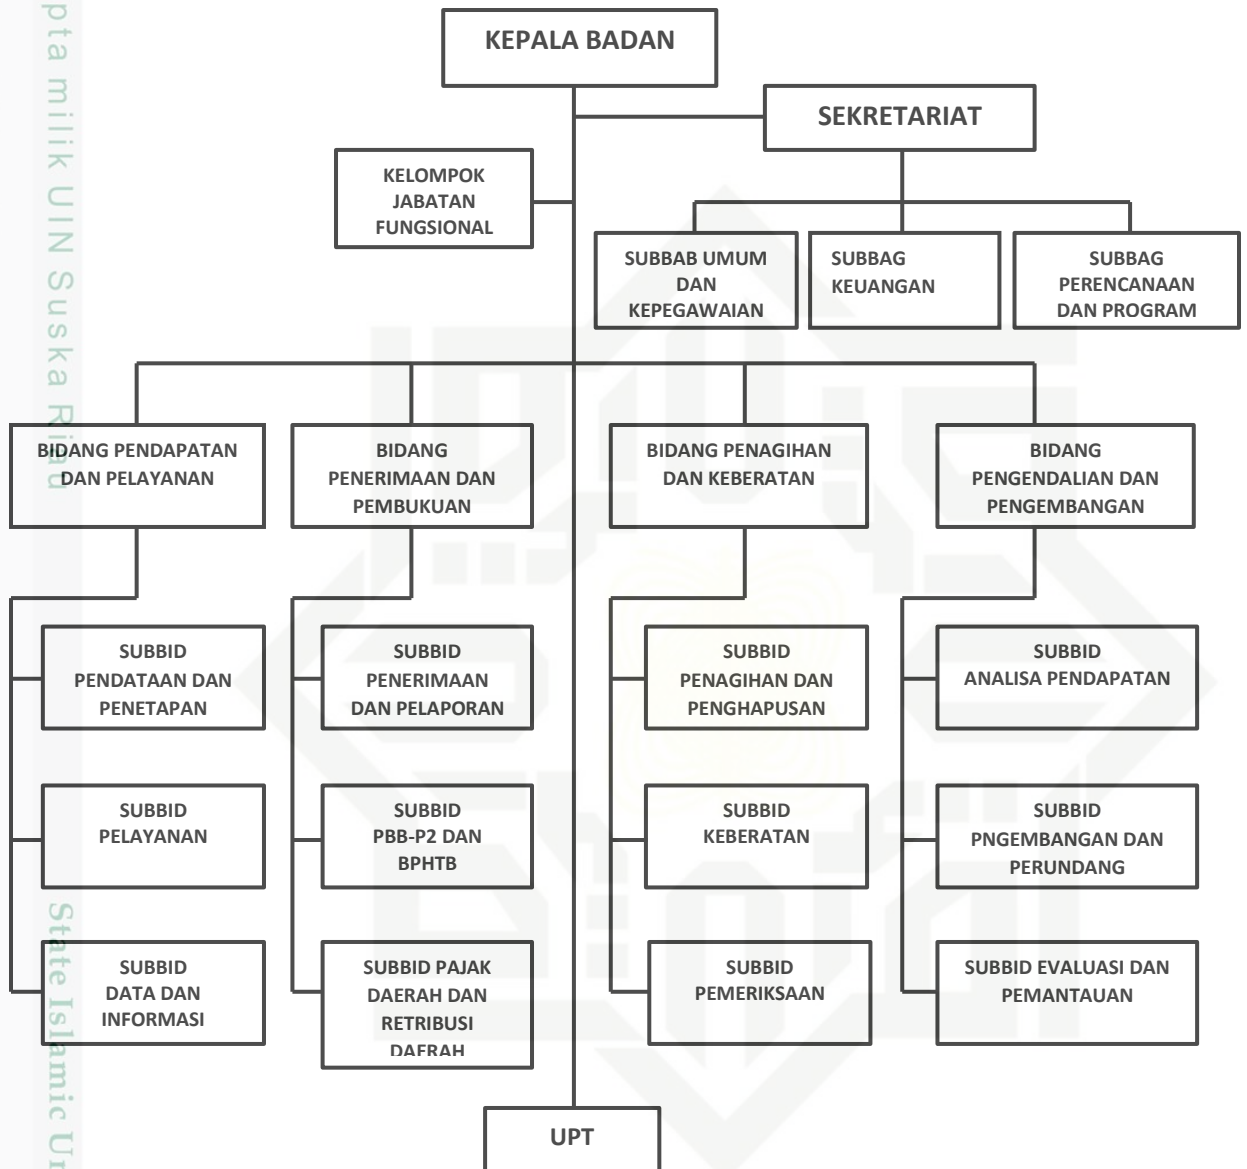 KEPALA BADAN
SEKRETARIAT
KELOMPOK
JABATAN
FUNGSIONAL
SUBBAB UMUM
DAN
KEPEGAWAIAN
SUBBAG
KEUANGAN
SUBBAG
PERENCANAAN
DAN PROGRAM
BIDANG PENDAPATAN
DAN PELAYANAN
BIDANG
PENERIMAAN DAN
PEMBUKUAN
BIDANG PENAGIHAN
DAN KEBERATAN
BIDANG
PENGENDALIAN DAN
PENGEMBANGAN
SUBBID
PENDATAAN DAN
PENETAPAN
SUBBID
PENERIMAAN
DAN PELAPORAN
SUBBID
PENAGIHAN DAN
PENGHAPUSAN
SUBBID
ANALISA PENDAPATAN
SUBBID
PELAYANAN
SUBBID
PBB-P2 DAN
BPHTB
SUBBID
KEBERATAN
SUBBID
PNGEMBANGAN DAN
PERUNDANG
SUBBID
DATA DAN
INFORMASI
SUBBID PAJAK
DAERAH DAN
RETRIBUSI
DAERAH
SUBBID
PEMERIKSAAN
SUBBID EVALUASI DAN
PEMANTAUAN
UPT
milik UIN Suska Riau
State Islamic